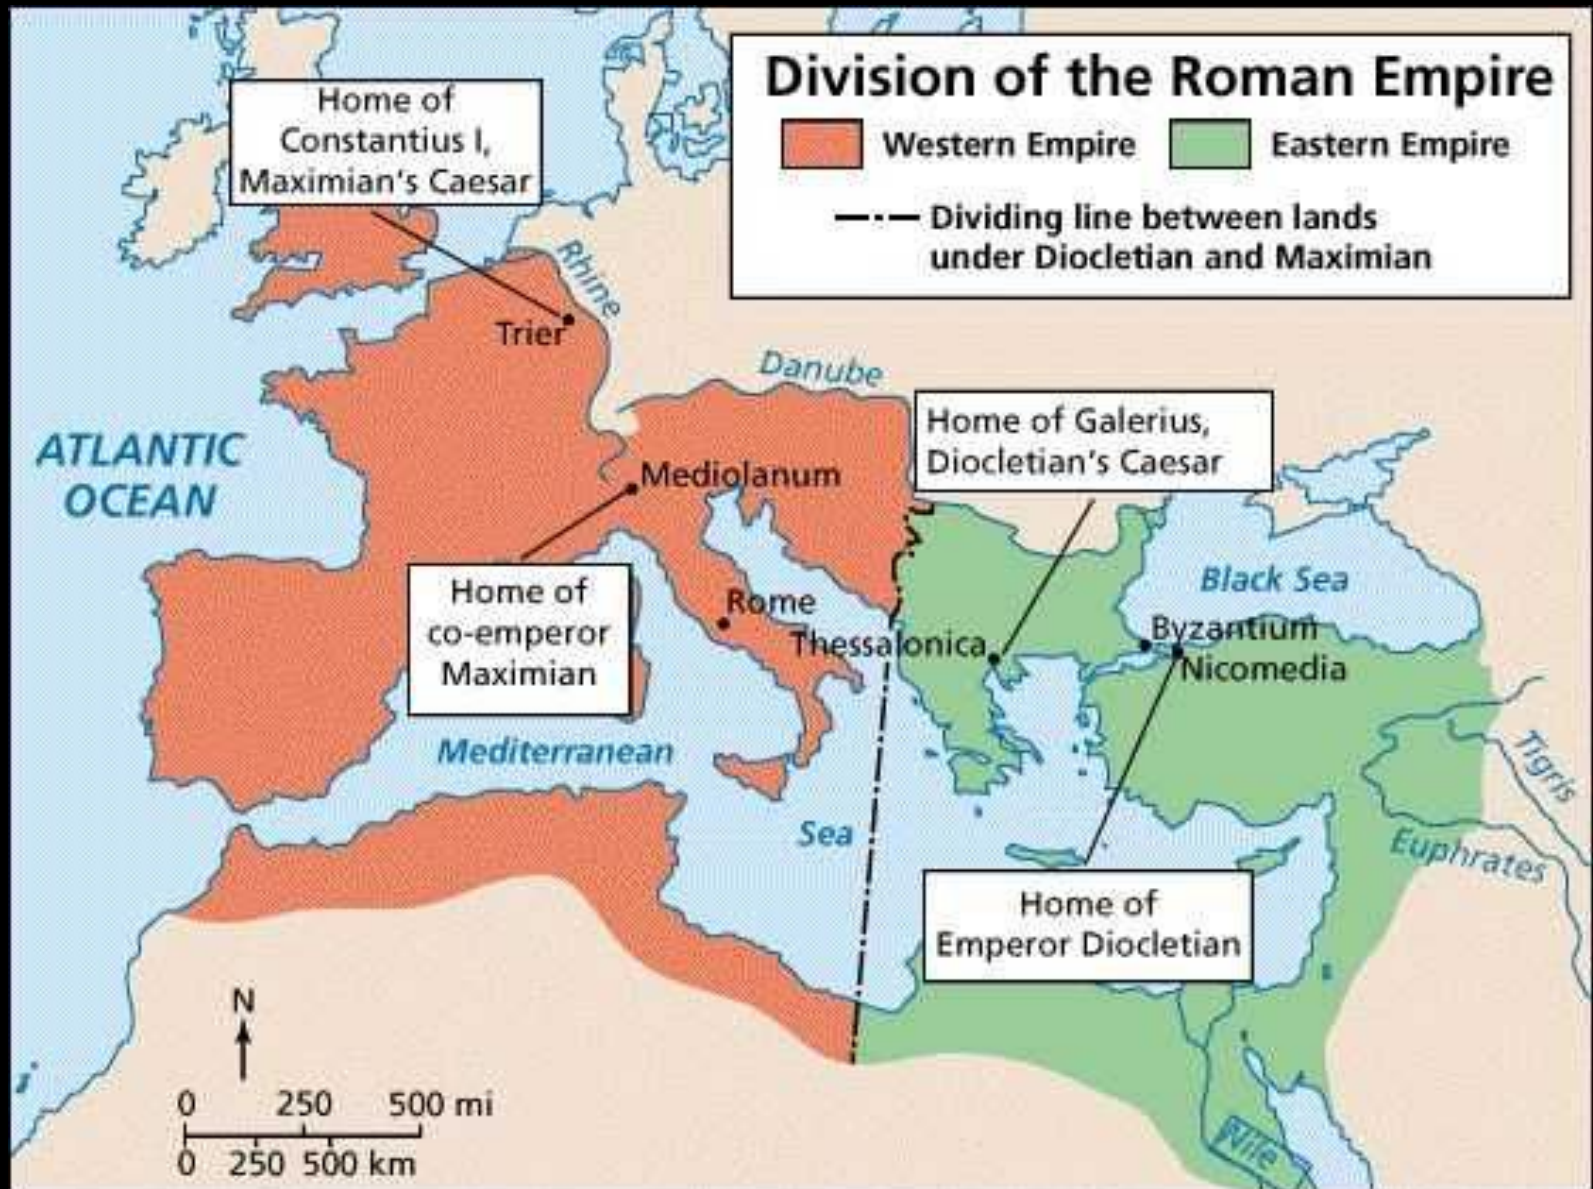 Division of the Roman Empire
Western Empire
Eastern Empire
Dividing line between lands
under Diocletian and Maximian
Home of
Constantius I,
Maximian's Caesar
Rhine
Trier
Danube
Home of Galerius,
Diocletian's Caesar
ATLANTIC
OCEAN
Mediolanum
Home of
co-emperor
Maximian
Rome
Thessalonica
Black Sea
Byzantium
Nicomedia
Mediterranean
Sea
Tigris
Euphrates
Home of
Emperor Diocletian
N
0 250 500 mi
0 250 500 km
Nile